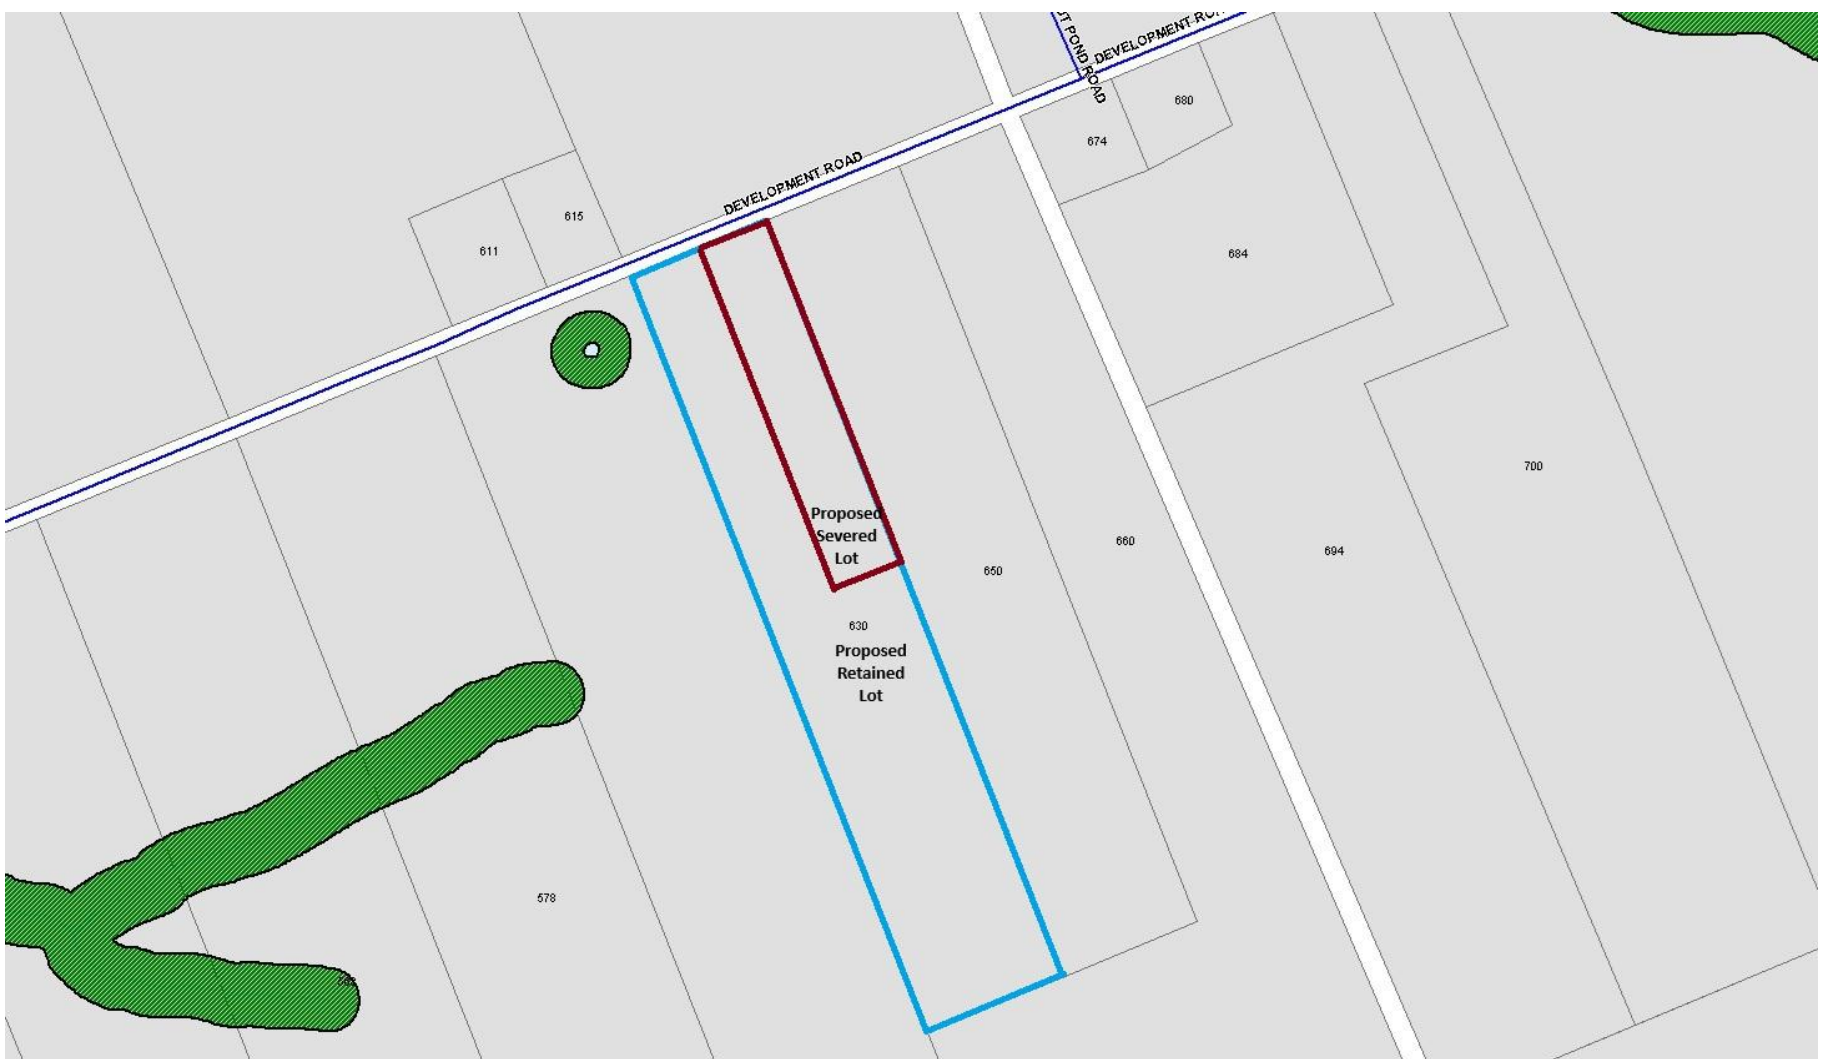 DEVELOPMENT ROAD
POND ROAD
680
674
DEVELOPMENT ROAD
615
611
684
700
Proposed
Severed
Lot
660
694
650
630
Proposed
Retained
Lot
578